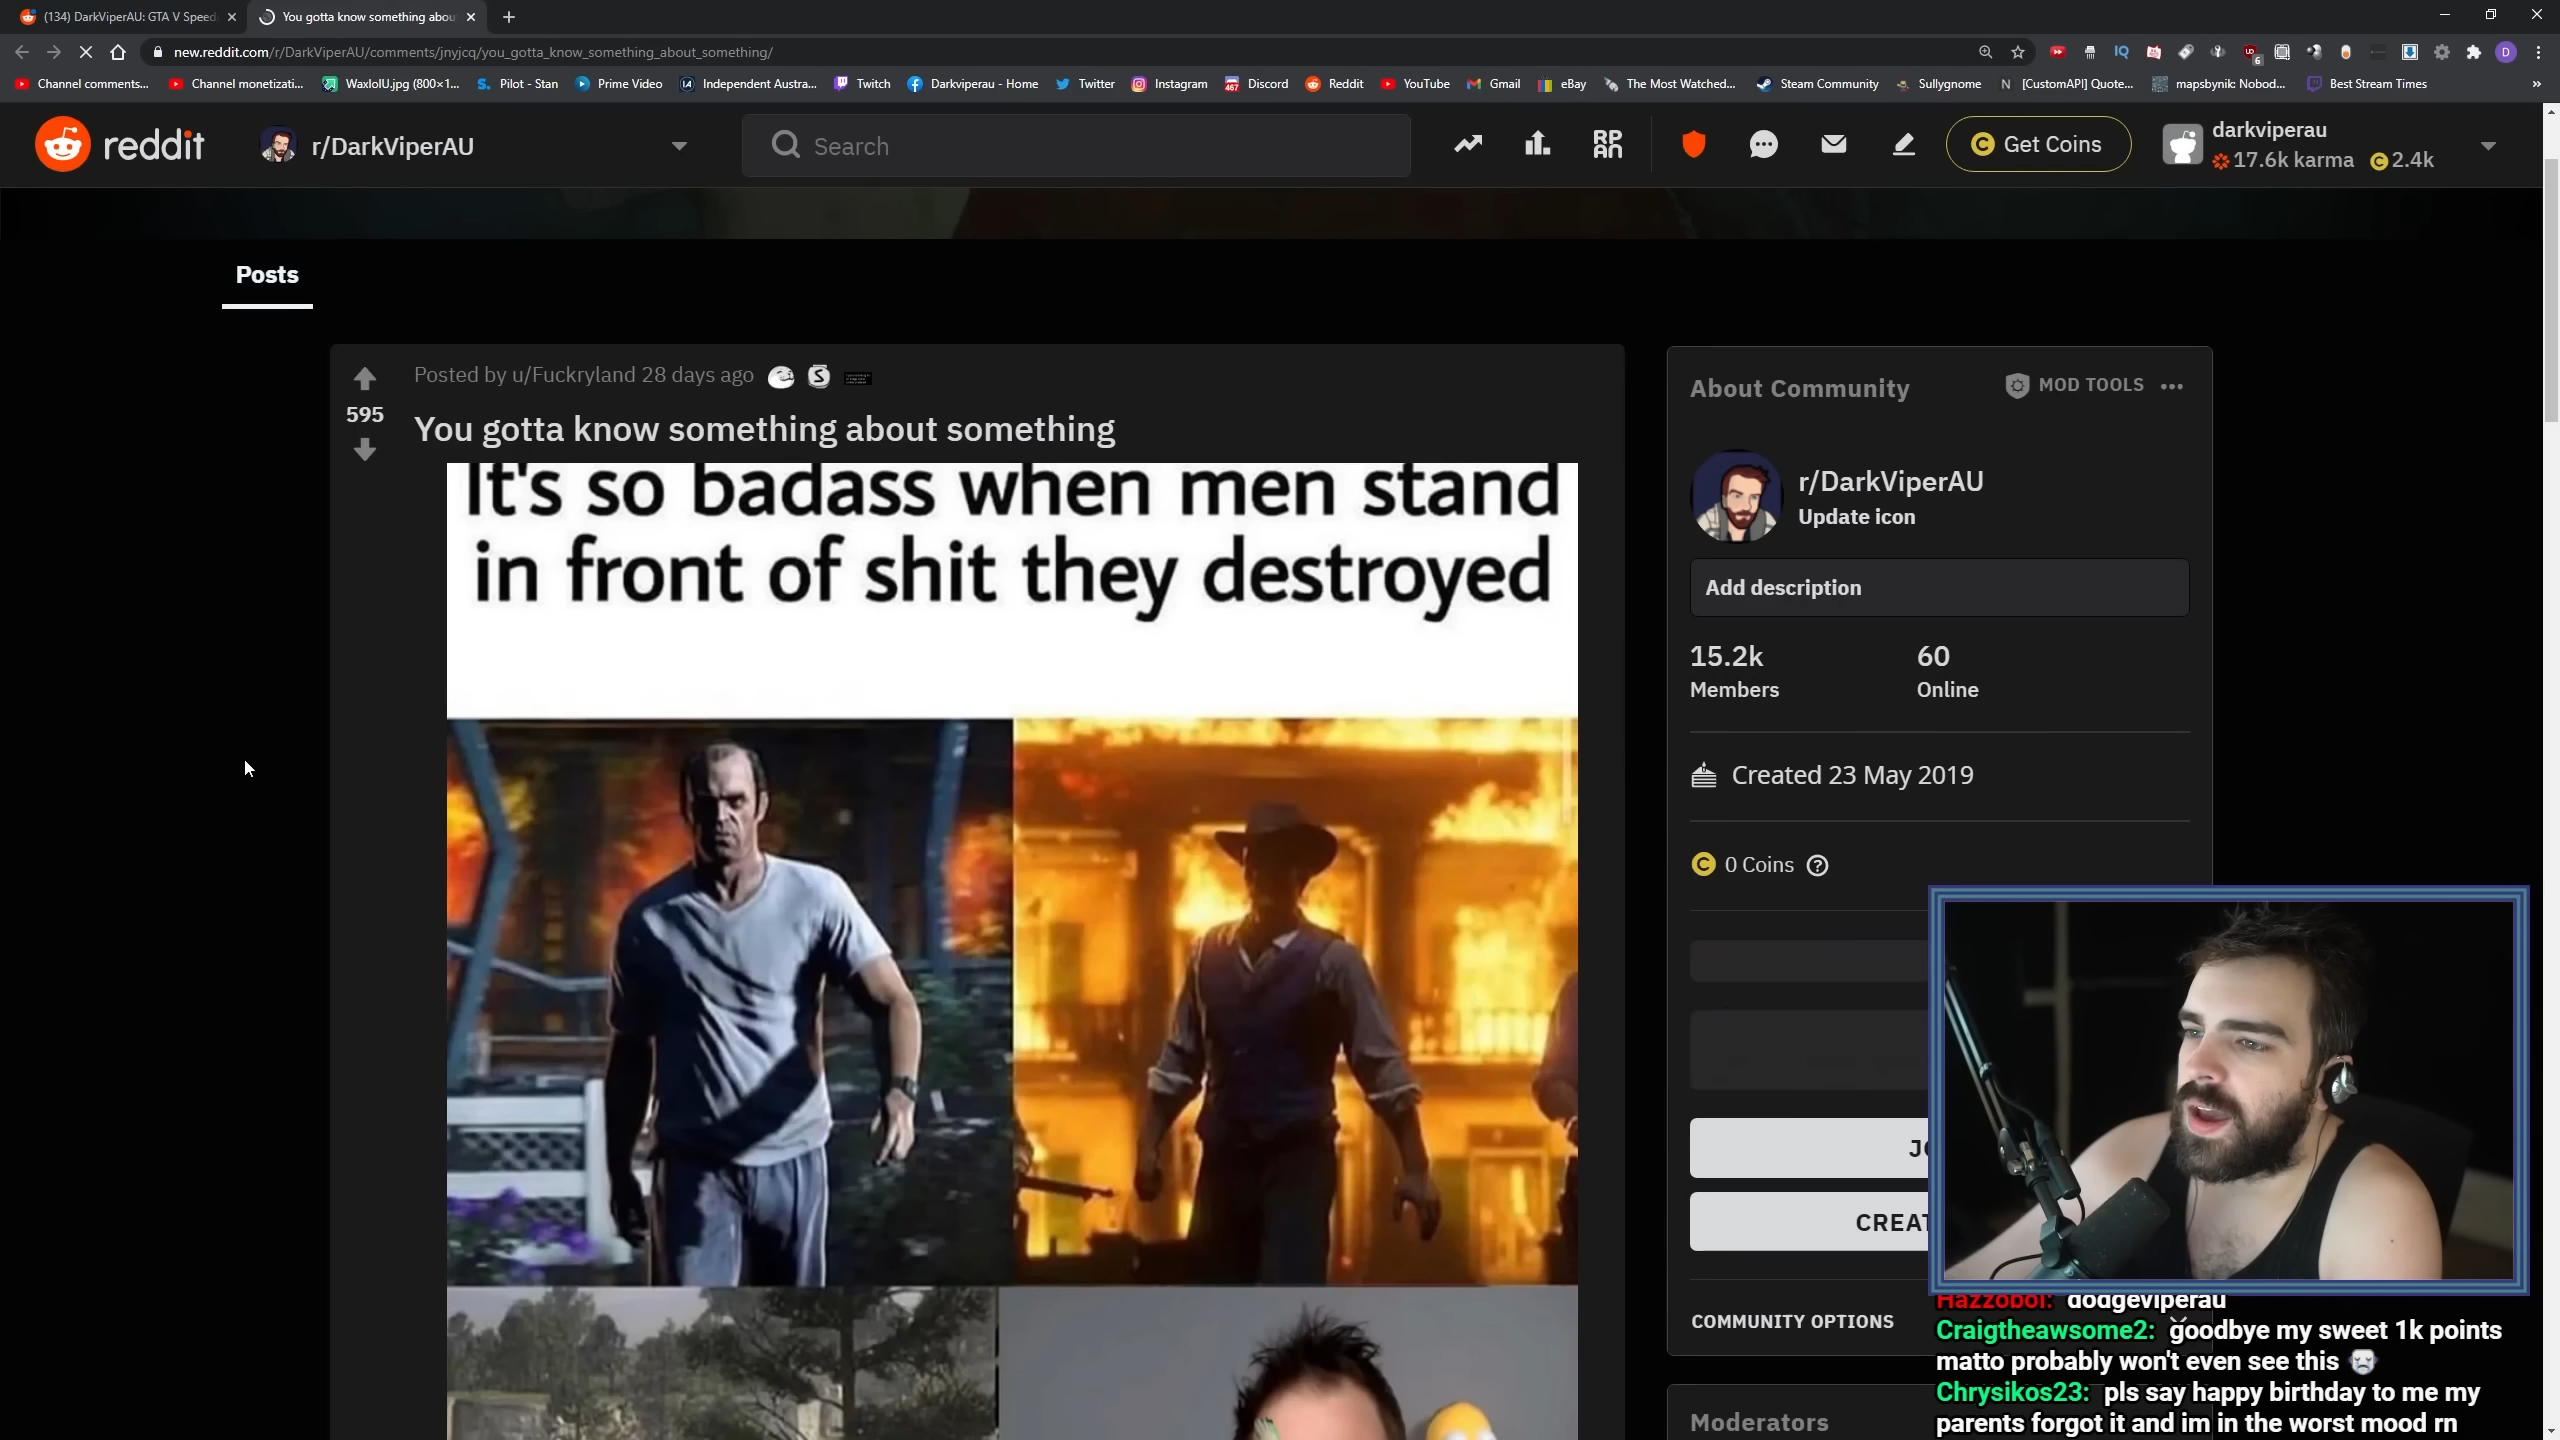 (134) DarkViperAU: GTA V Speed
You gotta know something abou
new.reddit.com/r/DarkViperAU/comments/jnyjcq/you_gotta_know_something_about_something/
Channel comments...
Channel monetizati...
WaxloIU.jpg (800×1...
Pilot - Stan
Prime Video
Independent Austra...
Twitch
Darkviperau - Home
Twitter
Instagram
Discord
Reddit
YouTube
Gmail
eBay
The Most Watched...
Steam Community
Sullygnome
[CustomAPI] Quote...
mapsbynik: Nobod...
Best Stream Times
reddit
r/DarkViperAU
Search
RPAN
Get Coins
darkviperau
17.6k karma 2.4k
Posts
Posted by u/Fuckryland 28 days ago
595
You gotta know something about something
It's so badass when men stand
in front of shit they destroyed
About Community
MOD TOOLS
r/DarkViperAU
Update icon
Add description
15.2k
Members
60
Online
Created 23 May 2019
0 Coins
COMMUNITY OPTIONS
Moderators
Hazzoboi: dodgeviperau
Craigtheawsome2: goodbye my sweet 1k points
matto probably won't even see this
Chrysikos23: pls say happy birthday to me my
parents forgot it and im in the worst mood rn